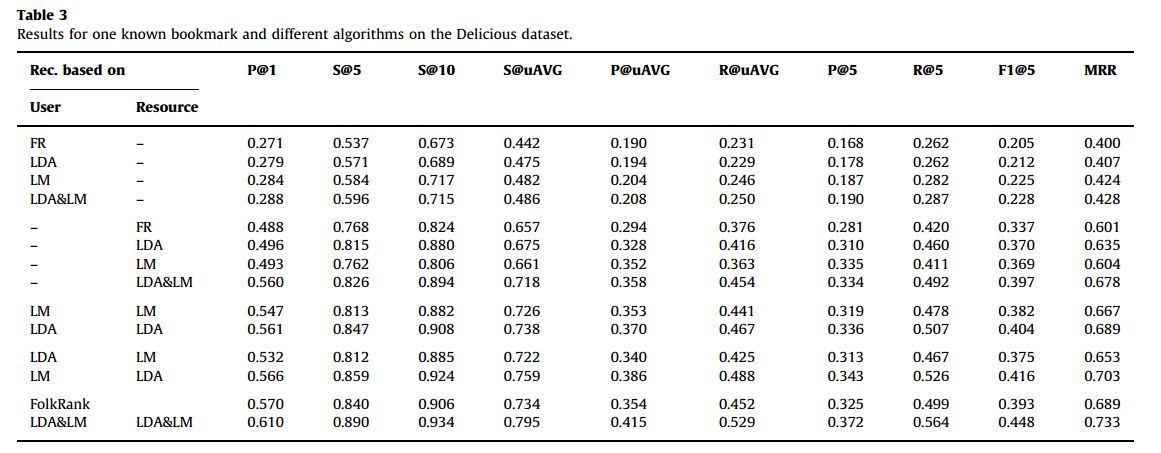 Table 3
Results for one known bookmark and different algorithms on the Delicious dataset.
Rec. based on P@1 S@5 S@10 S@uAVG P@uAVG R@uAVG P@5 R@5 F1@5 MRR
User Resource
FR – 0.271 0.537 0.673 0.442 0.190 0.231 0.168 0.262 0.205 0.400
LDA – 0.279 0.571 0.689 0.475 0.194 0.229 0.178 0.262 0.212 0.407
LM – 0.284 0.584 0.717 0.482 0.204 0.246 0.187 0.282 0.225 0.424
LDA&LM – 0.288 0.596 0.715 0.486 0.208 0.250 0.190 0.287 0.228 0.428
– FR 0.488 0.768 0.824 0.657 0.294 0.376 0.281 0.420 0.337 0.601
– LDA 0.496 0.815 0.880 0.675 0.328 0.416 0.310 0.460 0.370 0.635
– LM 0.493 0.762 0.806 0.661 0.352 0.363 0.335 0.411 0.369 0.604
– LDA&LM 0.560 0.826 0.894 0.718 0.358 0.454 0.334 0.492 0.397 0.678
LM LM 0.547 0.813 0.882 0.726 0.353 0.441 0.319 0.478 0.382 0.667
LDA LDA 0.561 0.847 0.908 0.738 0.370 0.467 0.336 0.507 0.404 0.689
LDA LM 0.532 0.812 0.885 0.722 0.340 0.425 0.313 0.467 0.375 0.653
LM LDA 0.566 0.859 0.924 0.759 0.386 0.488 0.343 0.526 0.416 0.703
FolkRank 0.570 0.840 0.906 0.734 0.354 0.452 0.325 0.499 0.393 0.689
LDA&LM LDA&LM 0.610 0.890 0.934 0.795 0.415 0.529 0.372 0.564 0.448 0.733